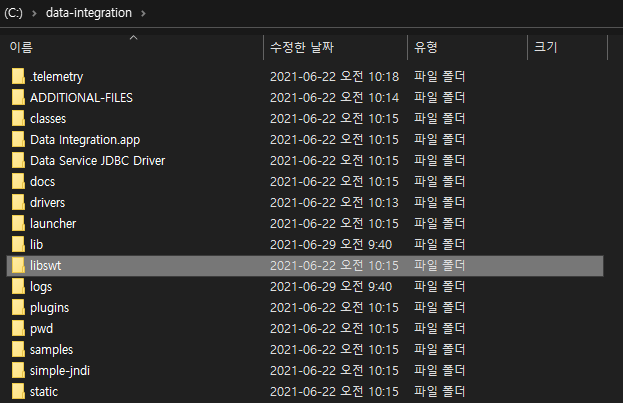 (C:) > data-integration >
이름 수정한 날짜 유형 크기
.telemetry 2021-06-22 오전 10:18 파일 폴더
ADDITIONAL-FILES 2021-06-22 오전 10:14 파일 폴더
classes 2021-06-22 오전 10:15 파일 폴더
Data Integration.app 2021-06-22 오전 10:15 파일 폴더
Data Service JDBC Driver 2021-06-22 오전 10:15 파일 폴더
docs 2021-06-22 오전 10:15 파일 폴더
drivers 2021-06-22 오전 10:13 파일 폴더
launcher 2021-06-22 오전 10:15 파일 폴더
lib 2021-06-29 오전 9:40 파일 폴더
libswt 2021-06-22 오전 10:15 파일 폴더
logs 2021-06-29 오전 9:40 파일 폴더
plugins 2021-06-22 오전 10:15 파일 폴더
pwd 2021-06-22 오전 10:15 파일 폴더
samples 2021-06-22 오전 10:15 파일 폴더
simple-jndi 2021-06-22 오전 10:15 파일 폴더
static 2021-06-22 오전 10:15 파일 폴더